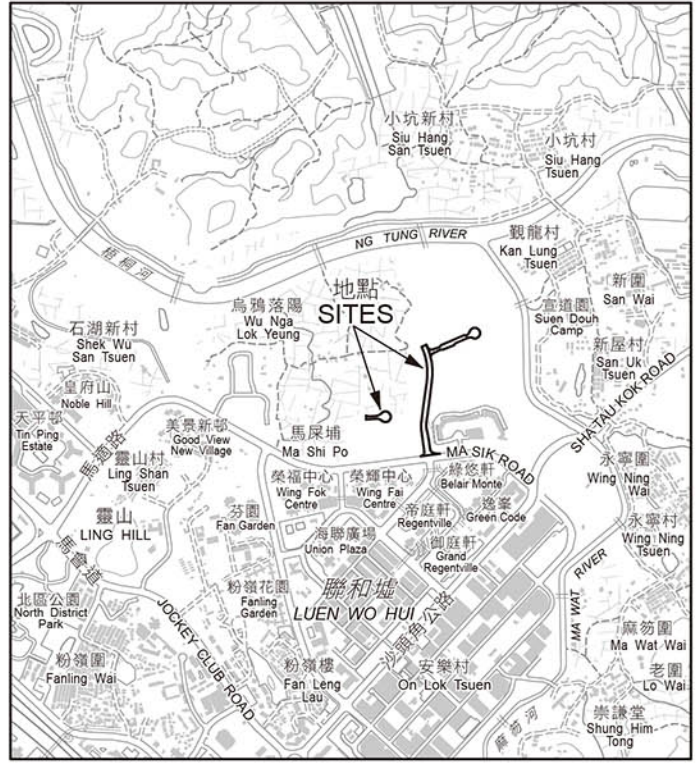 小坑新村
Siu Hang
San Tsuen
小坑村
Siu Hang
Tsuen
NG TUNG RIVER
梧桐河
觀龍村
Kan Lung
Tsuen
新圍
San Wai
地點
SITES
宣道園
Suen Douh
Camp
烏鴉落陽
Wu Nga
Lok Yeung
石湖新村
Shek Wu
San Tsuen
新屋村
San Uk
Tsuen
皇府山
Noble Hill
SHA TAU KOK ROAD
天平邨
Tin Ping
Estate
美景新邨
Good View
New Village
馬屎埔
Ma Shi Po
MA SIK ROAD
馬適路
靈山村
Ling Shan
Tsuen
榮福中心
Wing Fok
Centre
榮輝中心
Wing Fai
Centre
綠悠軒
Belair Monte
永寧圍
Wing Ning
Wai
靈山
LING HILL
芬園
Fan Garden
帝庭軒
Regentville
逸峯
Green Code
海聯廣場
Union Plaza
御庭軒
Grand
Regentville
永寧村
Wing Ning
Tsuen
馬會道
粉嶺花園
Fanling
Garden
聯和墟
LUEN WO HUI
MA WAT RIVER
北區公園
North District
Park
JOCKEY CLUB ROAD
沙頭角公路
麻笏圍
Ma Wat Wai
粉嶺圍
Fanling Wai
粉嶺樓
Fan Leng
Lau
安樂村
On Lok Tsuen
老圍
Lo Wai
麻笏河
崇謙堂
Shung Him
Tong